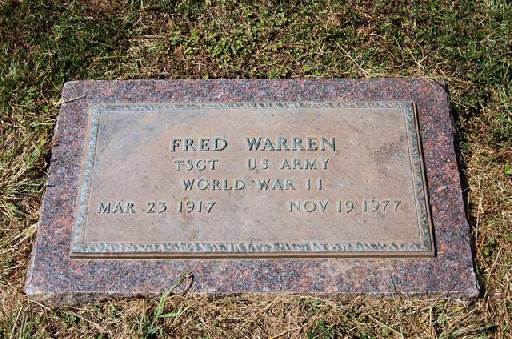 FRED WARREN
TSGT US ARMY
WORLD WAR II
MAR 23 1917 NOV 19 1977